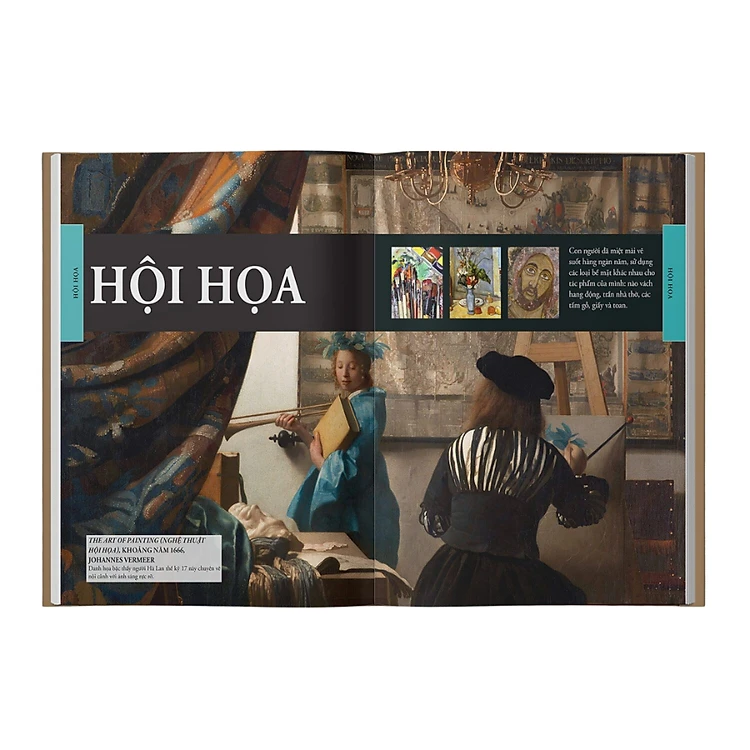 HỘI HỌA
HỘI HỌA
Con người đã miệt mài vẽ
suốt hàng ngàn năm, sử dụng
các loại bề mặt khác nhau cho
tác phẩm của mình: nào vách
hang động, trần nhà thờ, các
tấm gỗ, giấy và toan.
HỘI HỌA
THE ART OF PAINTING (NGHỆ THUẬT
HỘI HỌA), KHOẢNG NĂM 1666,
JOHANNES VERMEER
Danh họa bậc thầy người Hà Lan thế kỷ 17 này chuyên vẽ
nội cảnh với ánh sáng rực rỡ.